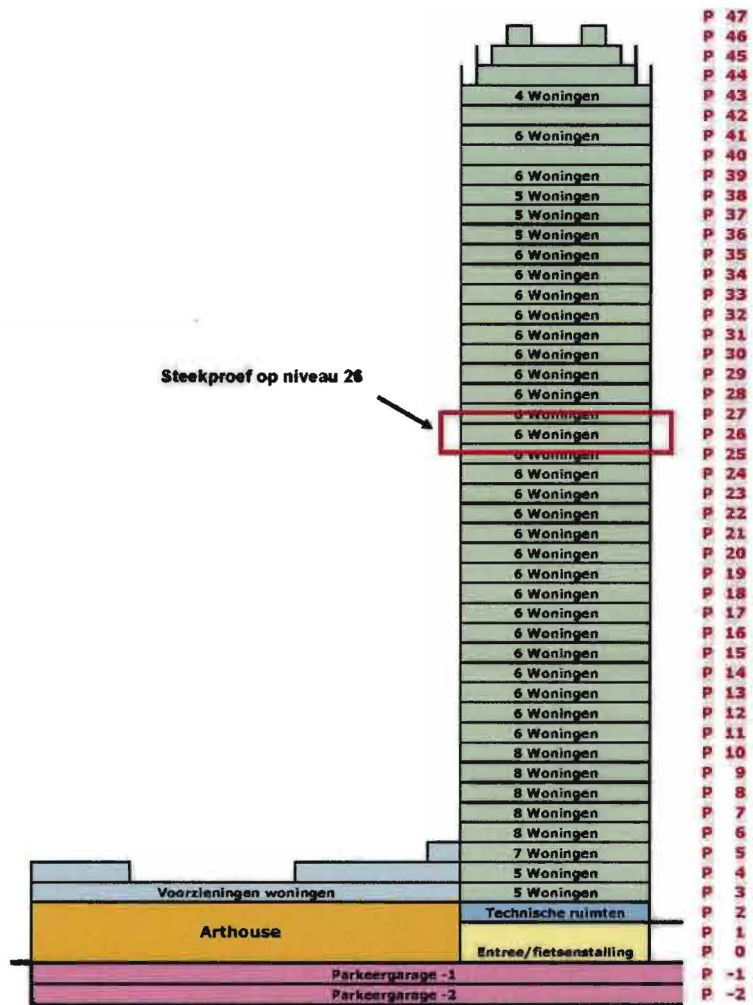 P 47
P 46
P 45
P 44
4 Woningen P 43
P 42
6 Woningen P 41
P 40
6 Woningen P 39
5 Woningen P 38
5 Woningen P 37
5 Woningen P 36
6 Woningen P 35
6 Woningen P 34
6 Woningen P 33
6 Woningen P 32
6 Woningen P 31
6 Woningen P 30
Steekproef op niveau 26 6 Woningen P 29
6 Woningen P 28
6 Woningen P 27
6 Woningen P 26
6 Woningen P 25
6 Woningen P 24
6 Woningen P 23
6 Woningen P 22
6 Woningen P 21
6 Woningen P 20
6 Woningen P 19
6 Woningen P 18
6 Woningen P 17
6 Woningen P 16
6 Woningen P 15
6 Woningen P 14
6 Woningen P 13
6 Woningen P 12
6 Woningen P 11
8 Woningen P 10
8 Woningen P 9
8 Woningen P 8
8 Woningen P 7
8 Woningen P 6
7 Woningen P 5
5 Woningen P 4
Voorzieningen woningen 5 Woningen P 3
Technische ruimten P 2
Arthouse P 1
Entree/fietsenstalling P 0
Parkeergarage -1 P -1
Parkeergarage -2 P -2